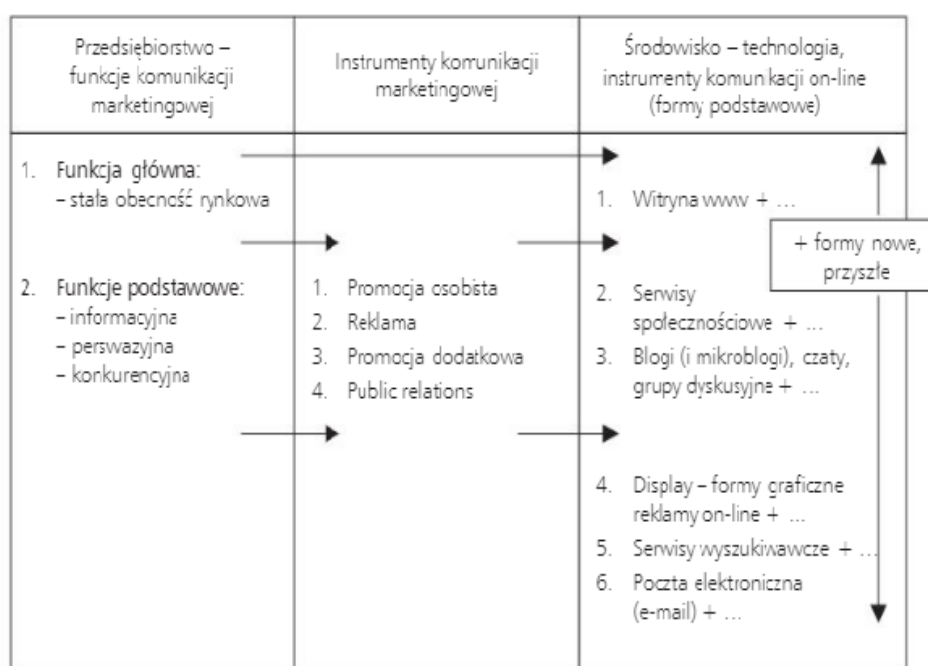 Przedsiębiorstwo –
funkcje komunikacji
marketingowej
Instrumenty komunikacji
marketingowej
Środowisko – technologia,
instrumenty komunikacji on-line
(formy podstawowe)
1. Funkcja główna:
– stała obecność rynkowa
2. Funkcje podstawowe:
– informacyjna
– perswazyjna
– konkurencyjna
1. Promocja osobista
2. Reklama
3. Promocja dodatkowa
4. Public relations
1. Witryna www + ...
+ formy nowe,
przyszłe
2. Serwisy
społecznościowe + ...
3. Blogi (i mikroblogi), czaty,
grupy dyskusyjne + ...
4. Display – formy graficzne
reklamy on-line + ...
5. Serwisy wyszukiwawcze + ...
6. Poczta elektroniczna
(e-mail) + ...